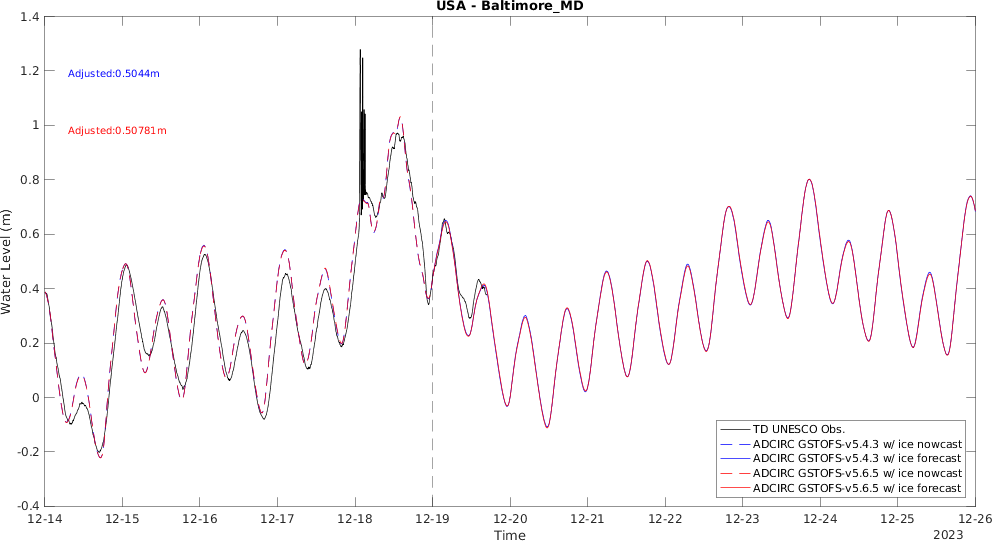 USA - Baltimore_MD
1.4
1.2
1
0.8
0.6
0.4
0.2
0
-0.2
-0.4
Water Level (m)
Adjusted:0.5044m
Adjusted:0.50781m
TD UNESCO Obs.
ADCIRC GSTOFS-v5.4.3 w/ ice nowcast
ADCIRC GSTOFS-v5.4.3 w/ ice forecast
ADCIRC GSTOFS-v5.6.5 w/ ice nowcast
ADCIRC GSTOFS-v5.6.5 w/ ice forecast
12-14 12-15 12-16 12-17 12-18 12-19 12-20 12-21 12-22 12-23 12-24 12-25 12-26
Time
2023